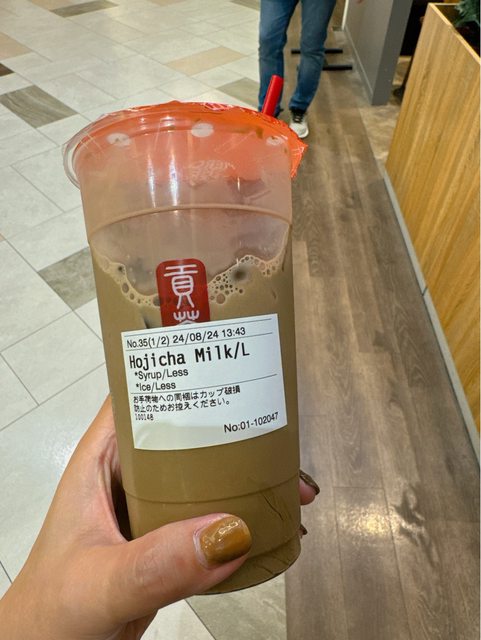 貢茶
No.35(1/2) 24/08/24 13:43
Hojicha Milk/L
*Syrup/Less
*Ice/Less
お手荷物への同梱はカップ破損
防止のためお控えください。
100148
No:01-102047